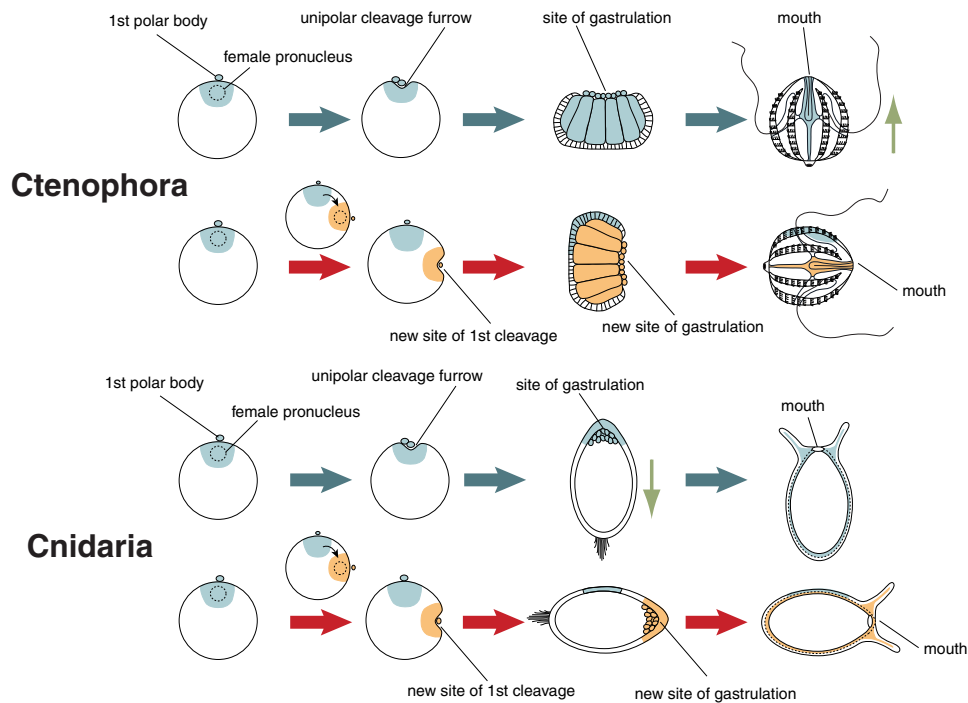 1st polar body
unipolar cleavage furrow
site of gastrulation
mouth
female pronucleus
Ctenophora
mouth
new site of gastrulation
new site of 1st cleavage
1st polar body
unipolar cleavage furrow
site of gastrulation
mouth
female pronucleus
Cnidaria
mouth
new site of 1st cleavage
new site of gastrulation